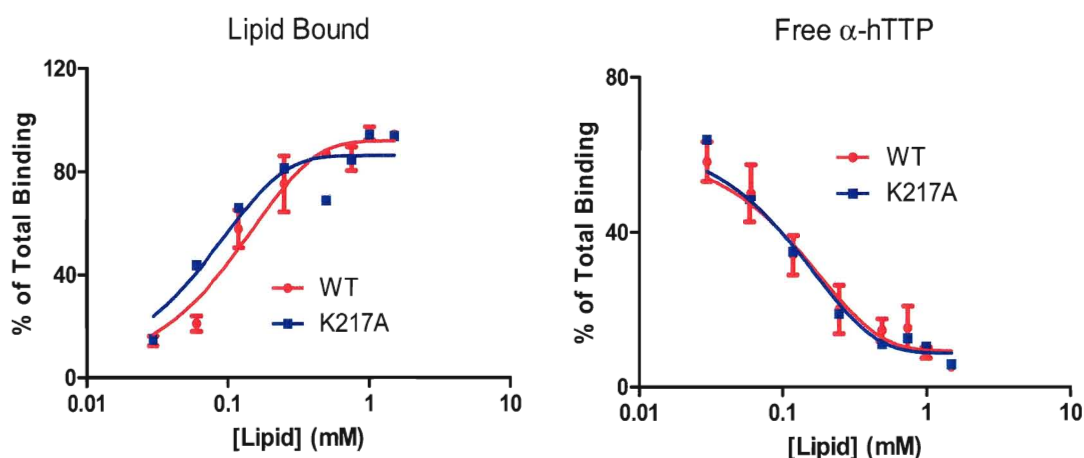 Lipid Bound
% of Total Binding
120
80
40
0
WT
K217A
0.01
0.1
1
10
[Lipid] (mM)
Free α-hTTP
% of Total Binding
80
40
0
WT
K217A
0.01
0.1
1
10
[Lipid] (mM)